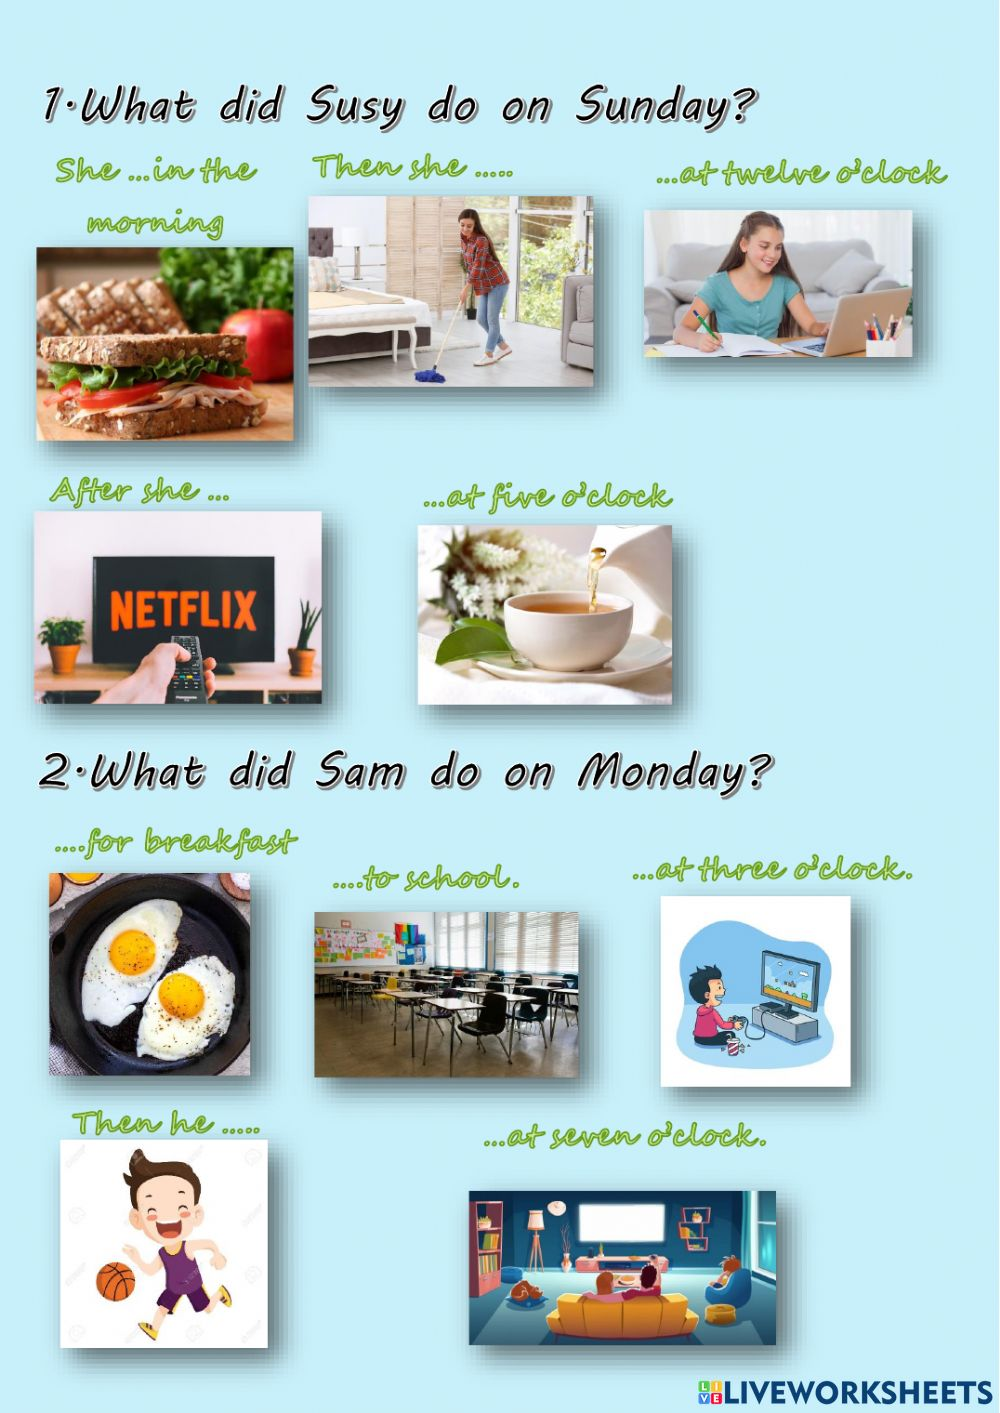 1.What did Susy do on Sunday?
She ...in the
morning
Then she .....
...at twelve o'clock
After she ...
...at five o'clock
NETFLIX
2.What did Sam do on Monday?
....for breakfast
....to school.
...at three o'clock.
Then he .....
...at seven o'clock.
LIVE LIVEWORKSHEETS